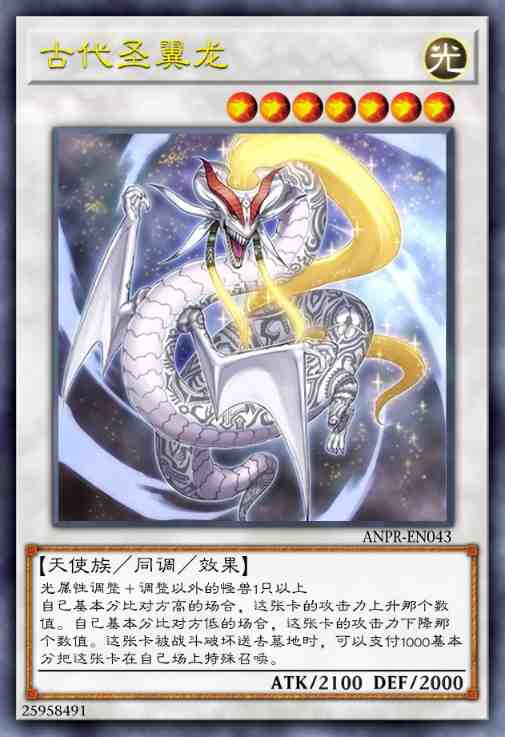 古代圣翼龙
光
ANPR-EN043
【天使族／同调／效果】
光属性调整＋调整以外的怪兽1只以上
自己基本分比对方高的场合，这张卡的攻击力上升那个数
值。自己基本分比对方低的场合，这张卡的攻击力下降那
个数值。这张卡被战斗破坏送去墓地时，可以支付1000基本
分把这张卡在自己场上特殊召唤。
ATK/2100 DEF/2000
25958491